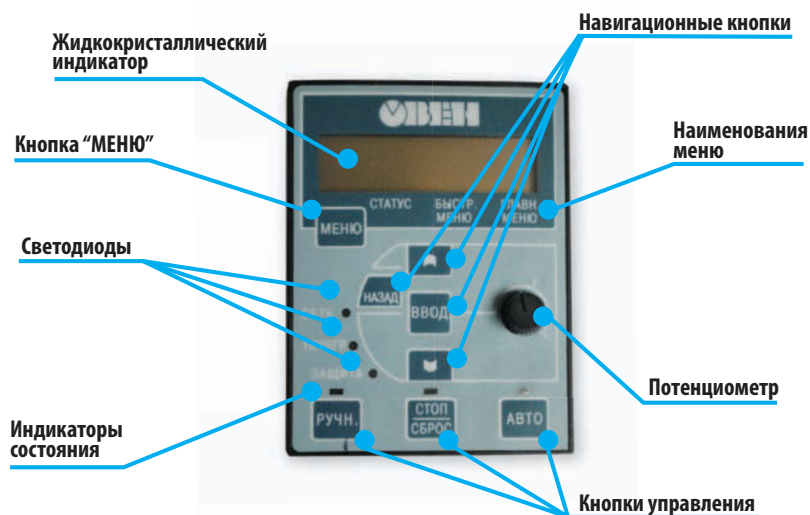 Навигационные кнопки
Жидкокристаллический
индикатор
ОВЕН
Наименования
меню
Кнопка “МЕНЮ”
СТАТУС
БЫСТР.
МЕНЮ
ГЛАВН.
МЕНЮ
МЕНЮ
Светодиоды
НАЗАД
ВВОД
СЕТЬ
ЗАЩИТА
Потенциометр
РУЧН.
СТОП
СБРОС
АВТО
Индикаторы
состояния
Кнопки управления